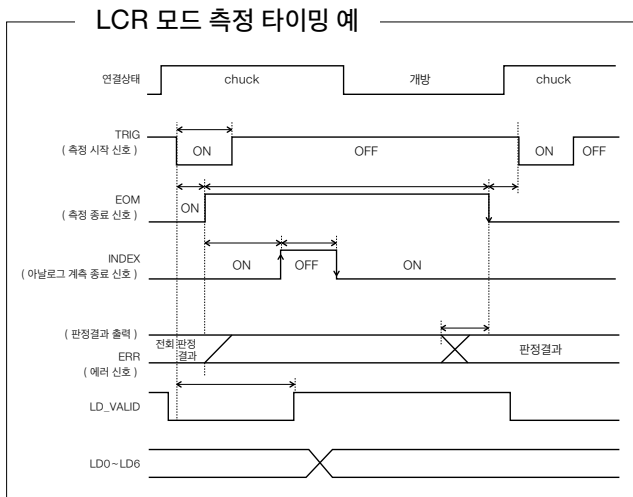 LCR 모드 측정 타이밍 예
연결상태
chuck
개방
chuck
TRIG
( 측정 시작 신호 )
ON
OFF
ON
OFF
EOM
( 측정 종료 신호 )
ON
INDEX
( 아날로그 계측 종료 신호 )
ON
OFF
ON
( 판정결과 출력 )
ERR
( 에러 신호 )
전회 판정
결과
판정결과
LD_VALID
LD0~LD6